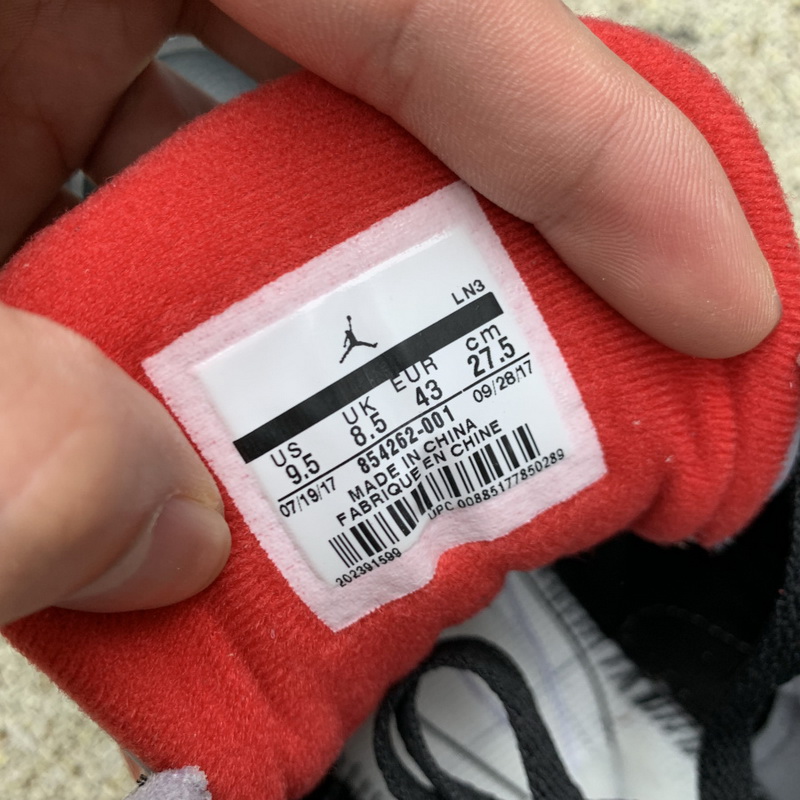 LN3
US UK EUR cm
9.5 8.5 43 27.5
07/19/17 854262-001 09/28/17
MADE IN CHINA
FABRIQUE EN CHINE
202391599 UPC 00885177850289